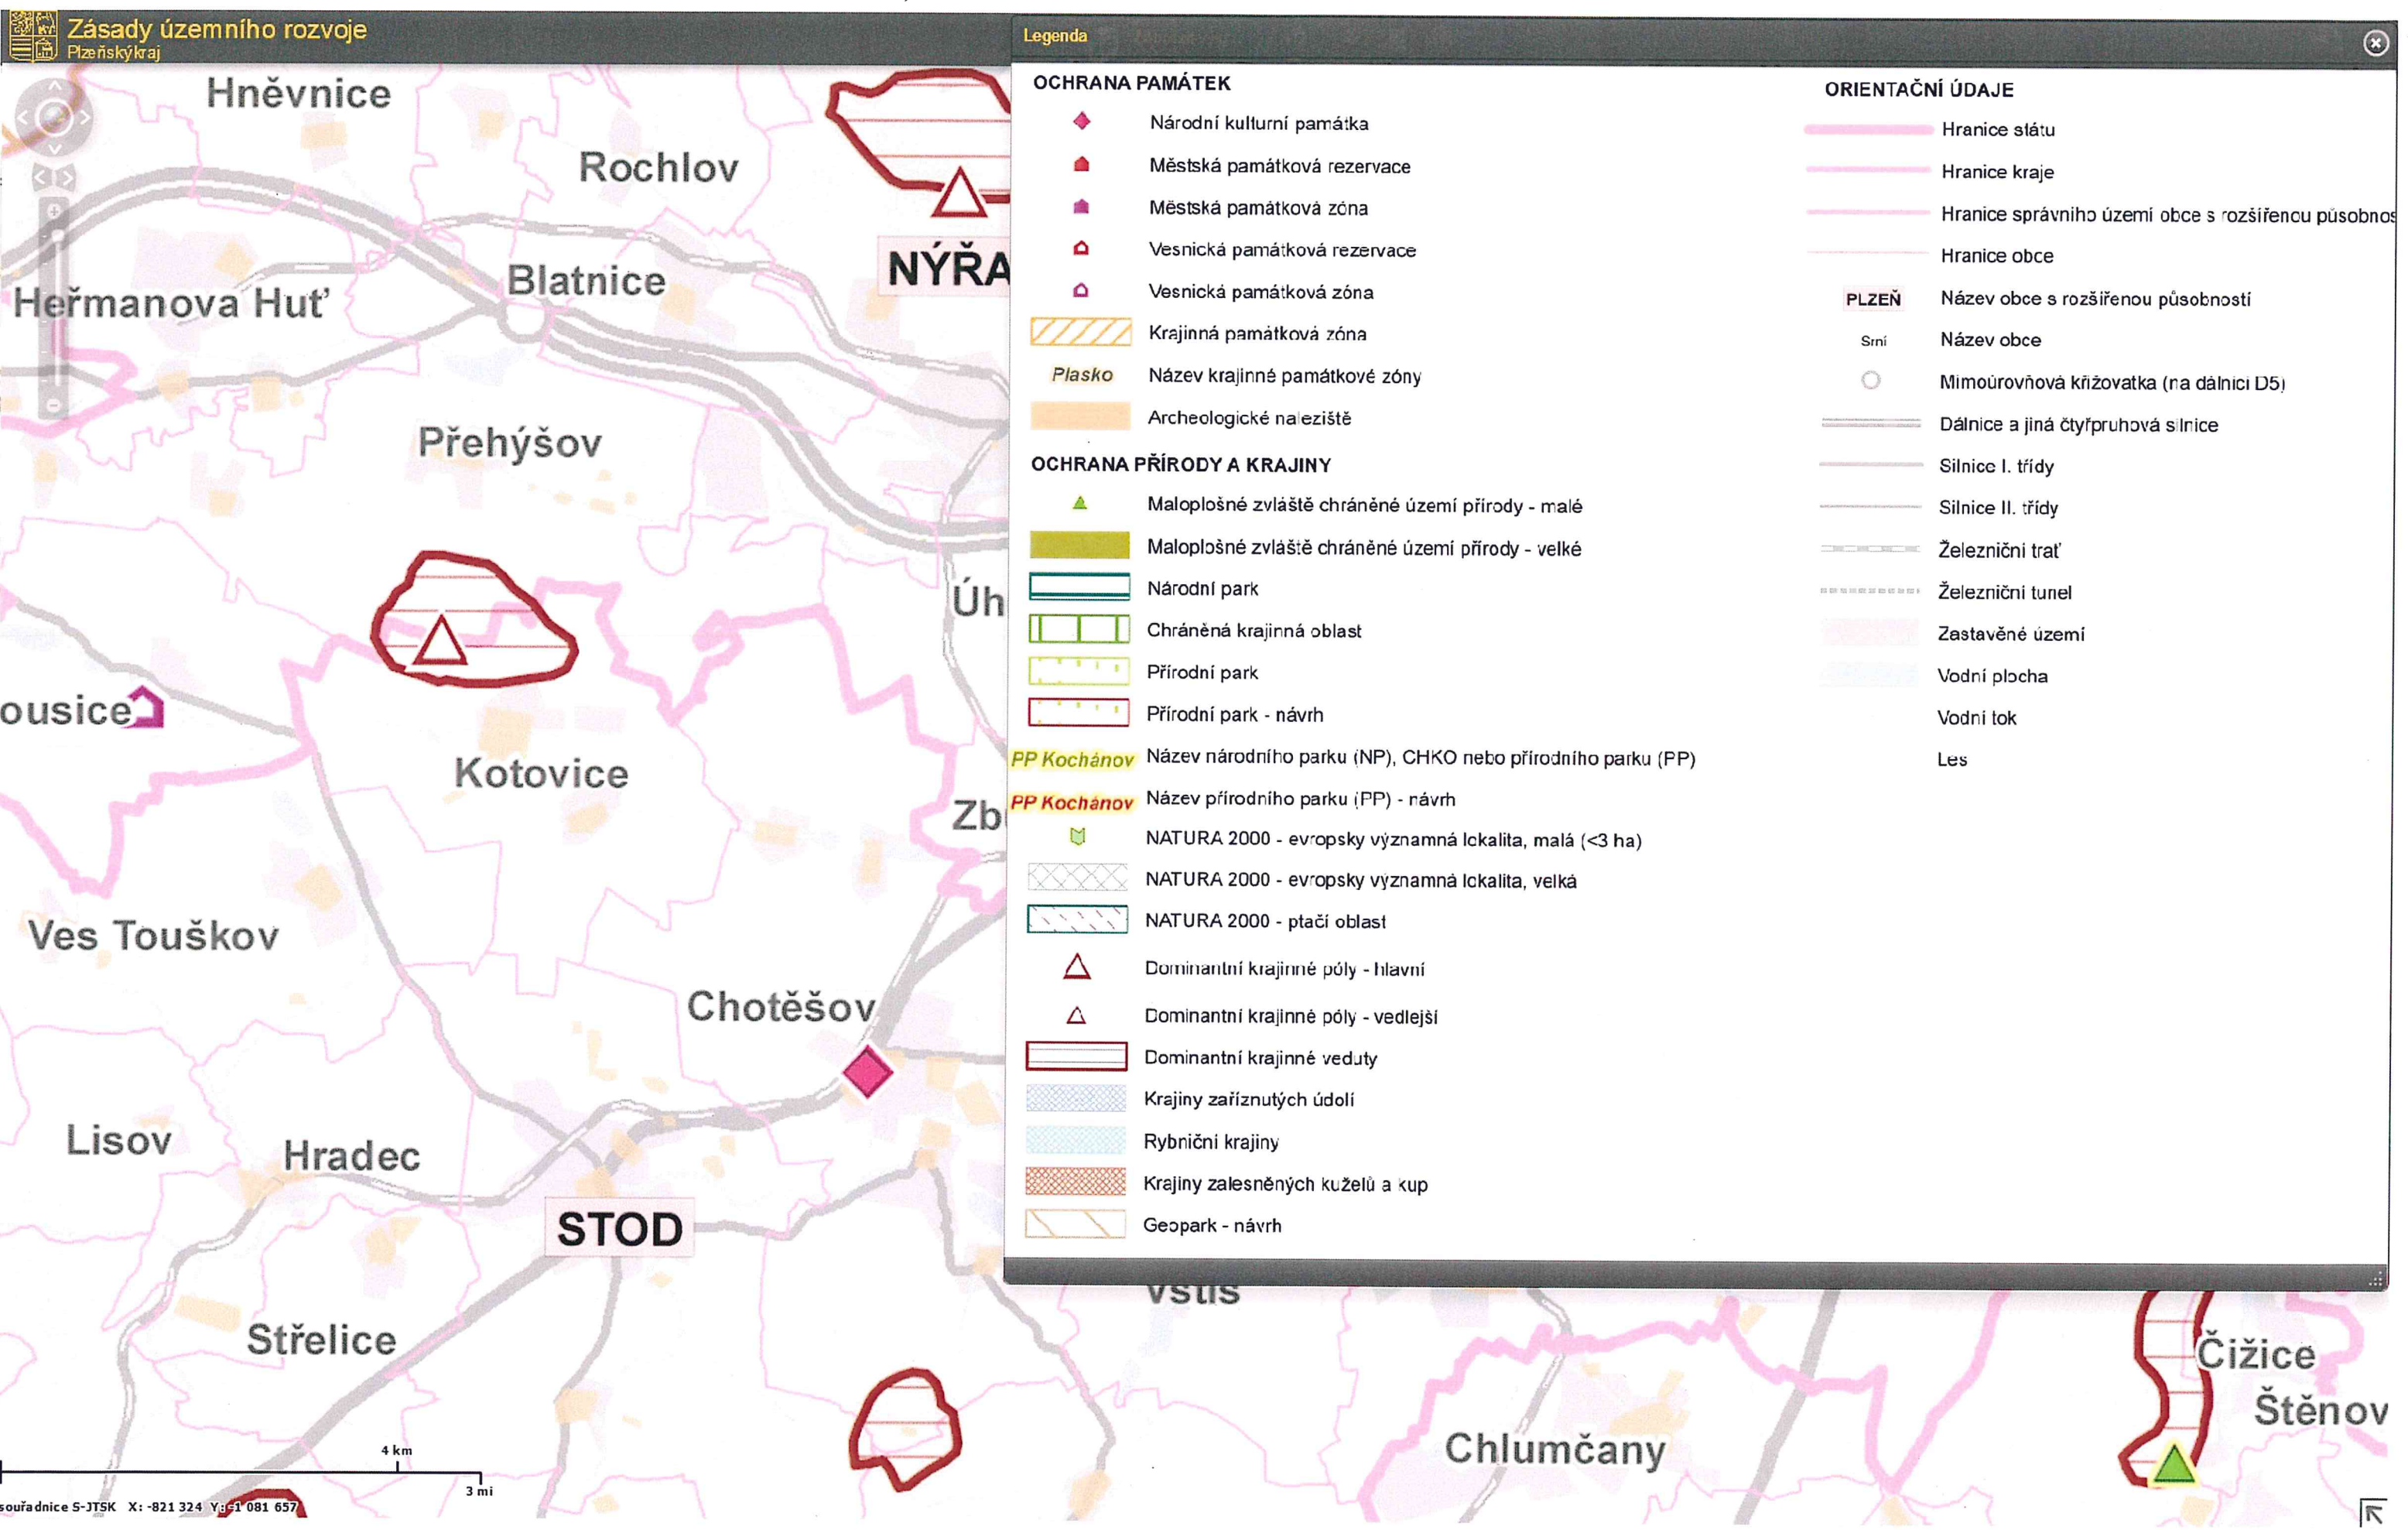 Zásady územního rozvoje
Plzeňský kraj
Hněvnice
Rochlov
NÝŘA
Blatnice
Heřmanova Huť
Přehýšov
Úh
ousice
Kotovice
Zb
Ves Touškov
Chotěšov
Lisov
Hradec
STOD
Střelice
4 km
3 mi
souřadnice S-JTSK X: -821 324 Y: -1 081 657
Legenda
OCHRANA PAMÁTEK
Národní kulturní památka
Městská památková rezervace
Městská památková zóna
Vesnická památková rezervace
Vesnická památková zóna
Krajinná památková zóna
Plasko Název krajinné památkové zóny
Archeologické naleziště
OCHRANA PŘÍRODY A KRAJINY
Maloplošné zvláště chráněné území přírody - malé
Maloplošné zvláště chráněné území přírody - velké
Národní park
Chráněná krajinná oblast
Přírodní park
Přírodní park - návrh
PP Kochánov Název národního parku (NP), CHKO nebo přírodního parku (PP)
PP Kochánov Název přírodního parku (PP) - návrh
NATURA 2000 - evropsky významná lokalita, malá (<3 ha)
NATURA 2000 - evropsky významná lokalita, velká
NATURA 2000 - ptačí oblast
Dominantní krajinné póly - hlavní
Dominantní krajinné póly - vedlejší
Dominantní krajinné veduty
Krajiny zaříznutých údolí
Rybniční krajiny
Krajiny zalesněných kuželů a kup
Geopark - návrh
ORIENTAČNÍ ÚDAJE
Hranice státu
Hranice kraje
Hranice správního území obce s rozšířenou působnos
Hranice obce
PLZEŇ Název obce s rozšířenou působností
Srní Název obce
Mimoúrovňová křižovatka (na dálnici D5)
Dálnice a jiná čtyřpruhová silnice
Silnice I. třídy
Silnice II. třídy
Železniční trať
Železniční tunel
Zastavěné území
Vodní plocha
Vodní tok
Les
Vstiš
Chlumčany
Čižice
Štěnov